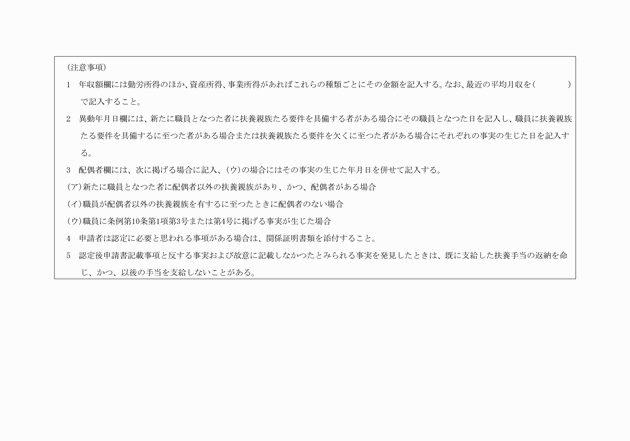 (注意事項)
1　年収額欄には勤労所得のほか、資産所得、事業所得があればこれらの種類ごとにその金額を記入する。なお、最近の平均月収を(　　　　)
で記入すること。
2　異動年月日欄には、新たに職員となつた者に扶養親族たる要件を具備する者がある場合にその職員となつた日を記入し、職員に扶養親族
たる要件を具備するに至つた者がある場合または扶養親族たる要件を欠くに至つた者がある場合にそれぞれの事実の生じた日を記入す
る。
3　配偶者欄には、次に掲げる場合に記入、(ウ)の場合にはその事実の生じた年月日を併せて記入する。
(ア)新たに職員となつた者に配偶者以外の扶養親族があり、かつ、配偶者がある場合
(イ)職員が配偶者以外の扶養親族を有するに至つたときに配偶者のない場合
(ウ)職員に条例第10条第1項第3号または第4号に掲げる事実が生じた場合
4　申請者は認定に必要と思われる事項がある場合は、関係証明書類を添付すること。
5　認定後申請書記載事項と反する事実および故意に記載しなかつたとみられる事実を発見したときは、既に支給した扶養手当の返納を命
じ、かつ、以後の手当を支給しないことがある。